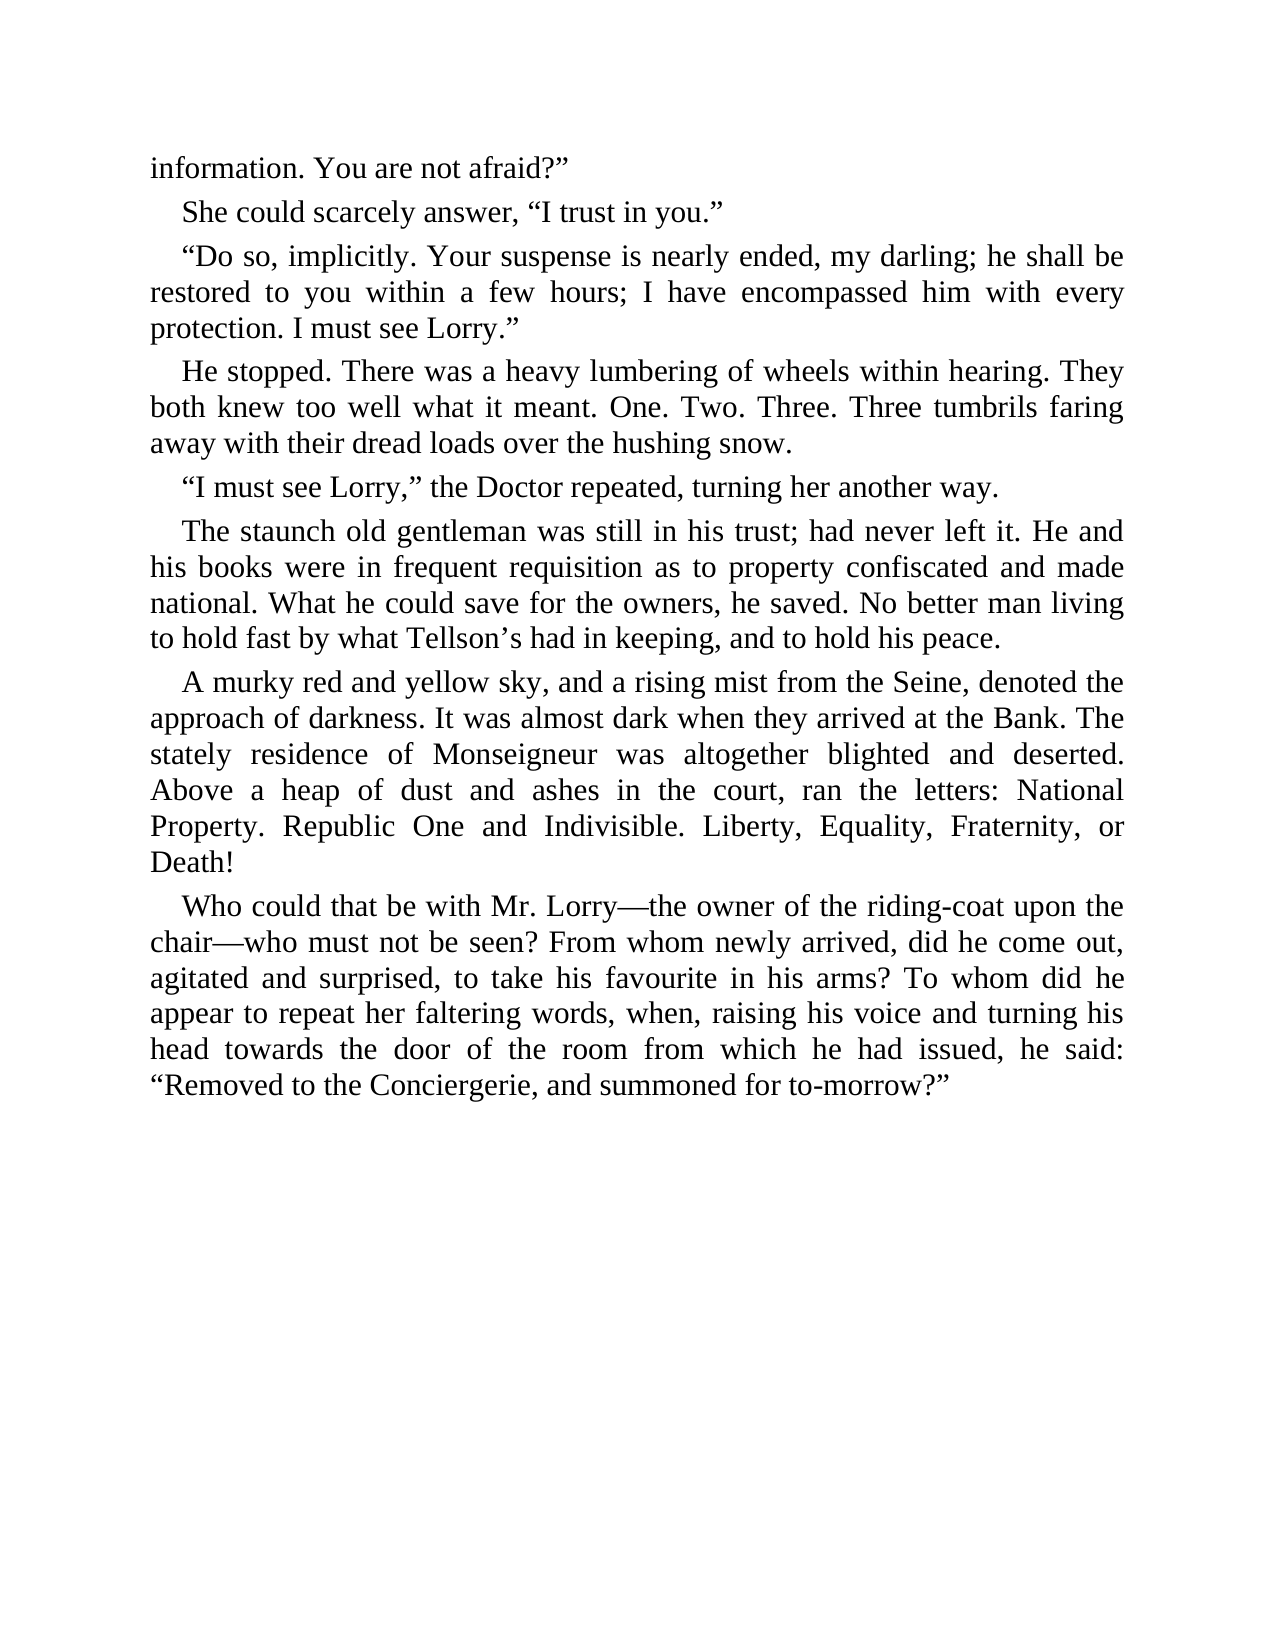 information. You are not afraid?”
She could scarcely answer, “I trust in you.”
“Do so, implicitly. Your suspense is nearly ended, my darling; he shall be
restored to you within a few hours; I have encompassed him with every
protection. I must see Lorry.”
He stopped. There was a heavy lumbering of wheels within hearing. They
both knew too well what it meant. One. Two. Three. Three tumbrils faring
away with their dread loads over the hushing snow.
“I must see Lorry,” the Doctor repeated, turning her another way.
The staunch old gentleman was still in his trust; had never left it. He and
his books were in frequent requisition as to property confiscated and made
national. What he could save for the owners, he saved. No better man living
to hold fast by what Tellson’s had in keeping, and to hold his peace.
A murky red and yellow sky, and a rising mist from the Seine, denoted the
approach of darkness. It was almost dark when they arrived at the Bank. The
stately residence of Monseigneur was altogether blighted and deserted.
Above a heap of dust and ashes in the court, ran the letters: National
Property. Republic One and Indivisible. Liberty, Equality, Fraternity, or
Death!
Who could that be with Mr. Lorry—the owner of the riding-coat upon the
chair—who must not be seen? From whom newly arrived, did he come out,
agitated and surprised, to take his favourite in his arms? To whom did he
appear to repeat her faltering words, when, raising his voice and turning his
head towards the door of the room from which he had issued, he said:
“Removed to the Conciergerie, and summoned for to-morrow?”